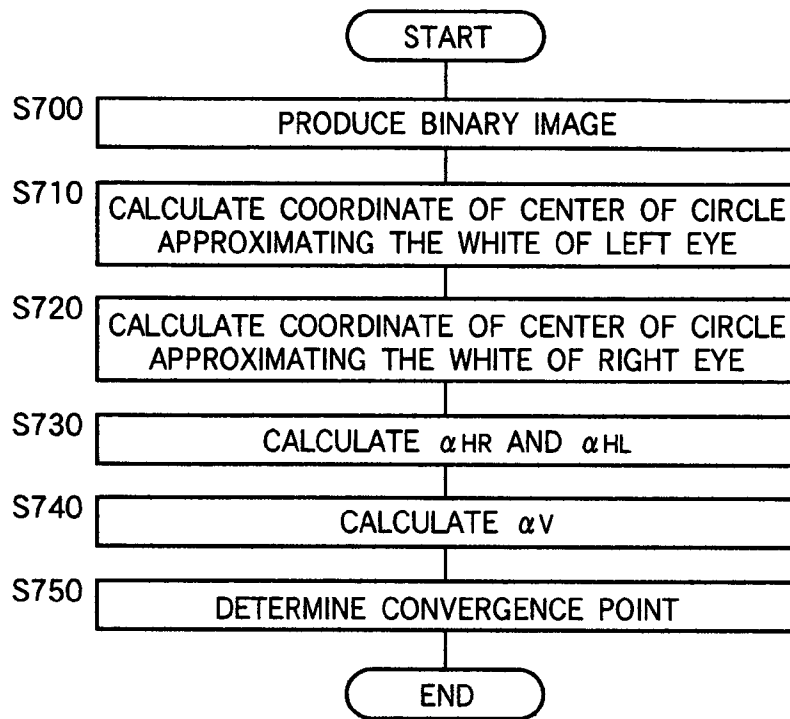 START
S700
PRODUCE BINARY IMAGE
S710
CALCULATE COORDINATE OF CENTER OF CIRCLE
APPROXIMATING THE WHITE OF LEFT EYE
S720
CALCULATE COORDINATE OF CENTER OF CIRCLE
APPROXIMATING THE WHITE OF RIGHT EYE
S730
CALCULATE αHR AND αHL
S740
CALCULATE αV
S750
DETERMINE CONVERGENCE POINT
END